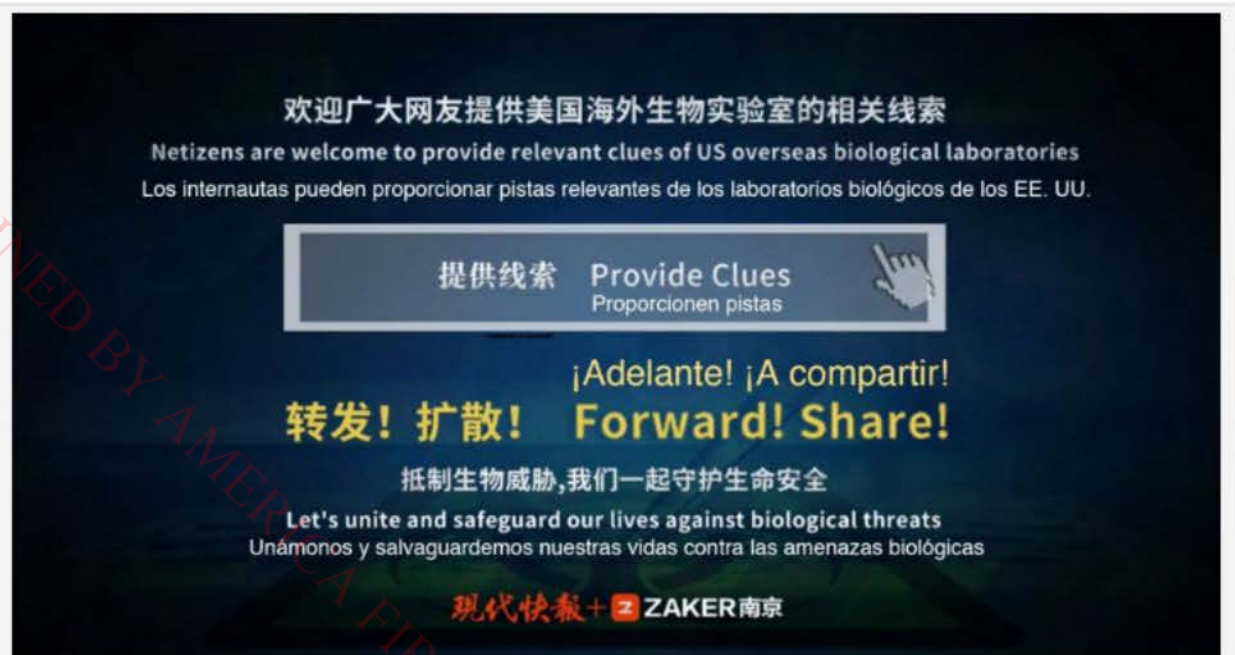 欢迎广大网友提供美国海外生物实验室的相关线索
Netizens are welcome to provide relevant clues of US overseas biological laboratories
Los internautas pueden proporcionar pistas relevantes de los laboratorios biológicos de los EE. UU.
提供线索 Provide Clues
Proporcionen pistas
¡Adelante! ¡A compartir!
转发！扩散！ Forward! Share!
抵制生物威胁,我们一起守护生命安全
Let's unite and safeguard our lives against biological threats
Unámonos y salvaguardemos nuestras vidas contra las amenazas biológicas
现代快報+ Z ZAKER南京
BY AMERICA